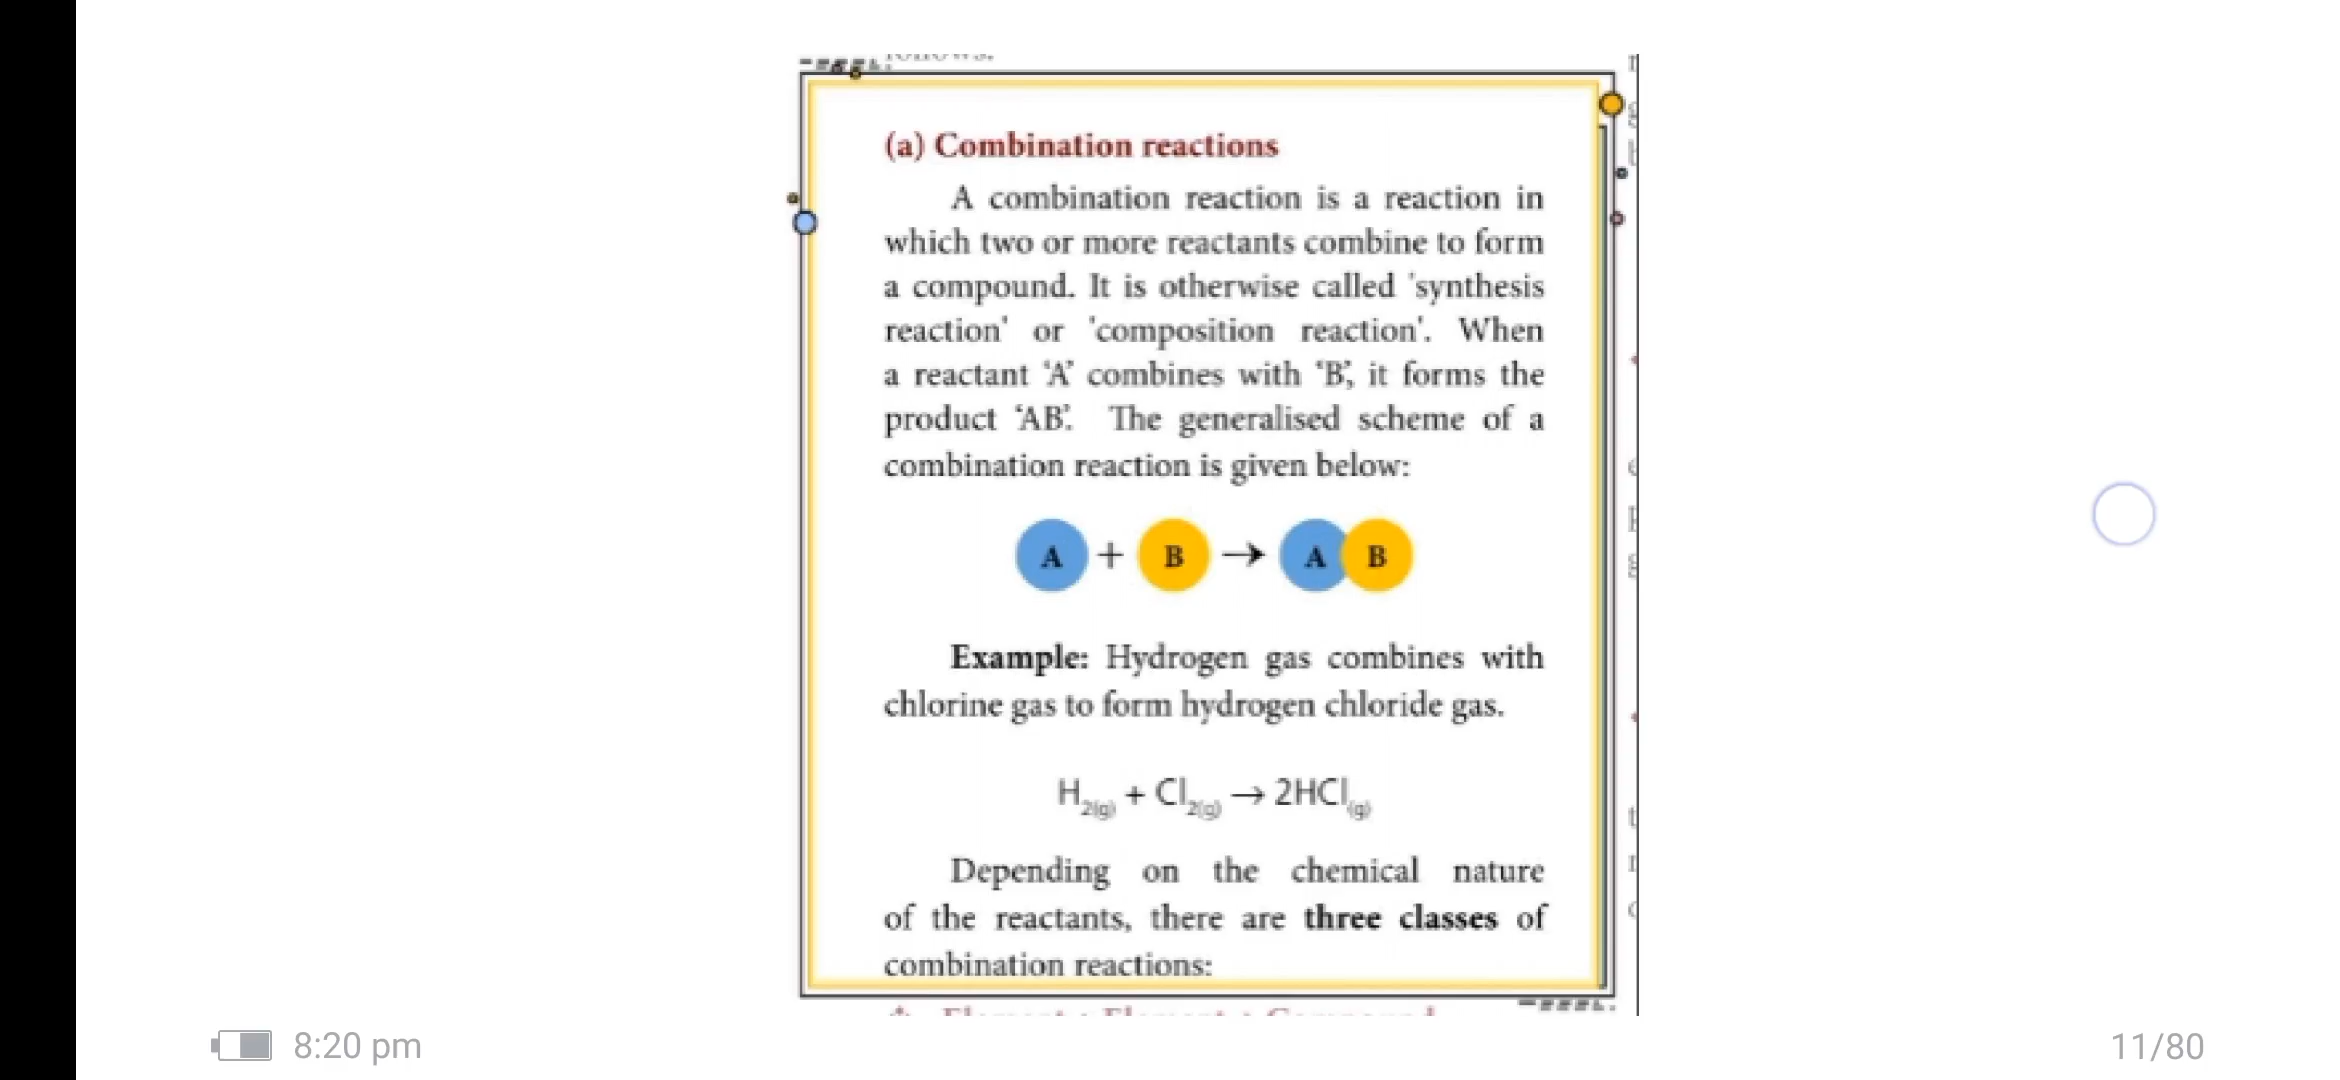 follows.
(a) Combination reactions
A combination reaction is a reaction in
which two or more reactants combine to form
a compound. It is otherwise called 'synthesis
reaction' or 'composition reaction'. When
a reactant ‘A’ combines with ‘B’, it forms the
product ‘AB’. The generalised scheme of a
combination reaction is given below:
A + B → A B
Example: Hydrogen gas combines with
chlorine gas to form hydrogen chloride gas.
H2(g) + Cl2(g) → 2HCl(g)
Depending on the chemical nature
of the reactants, there are three classes of
combination reactions:
8:20 pm
11/80